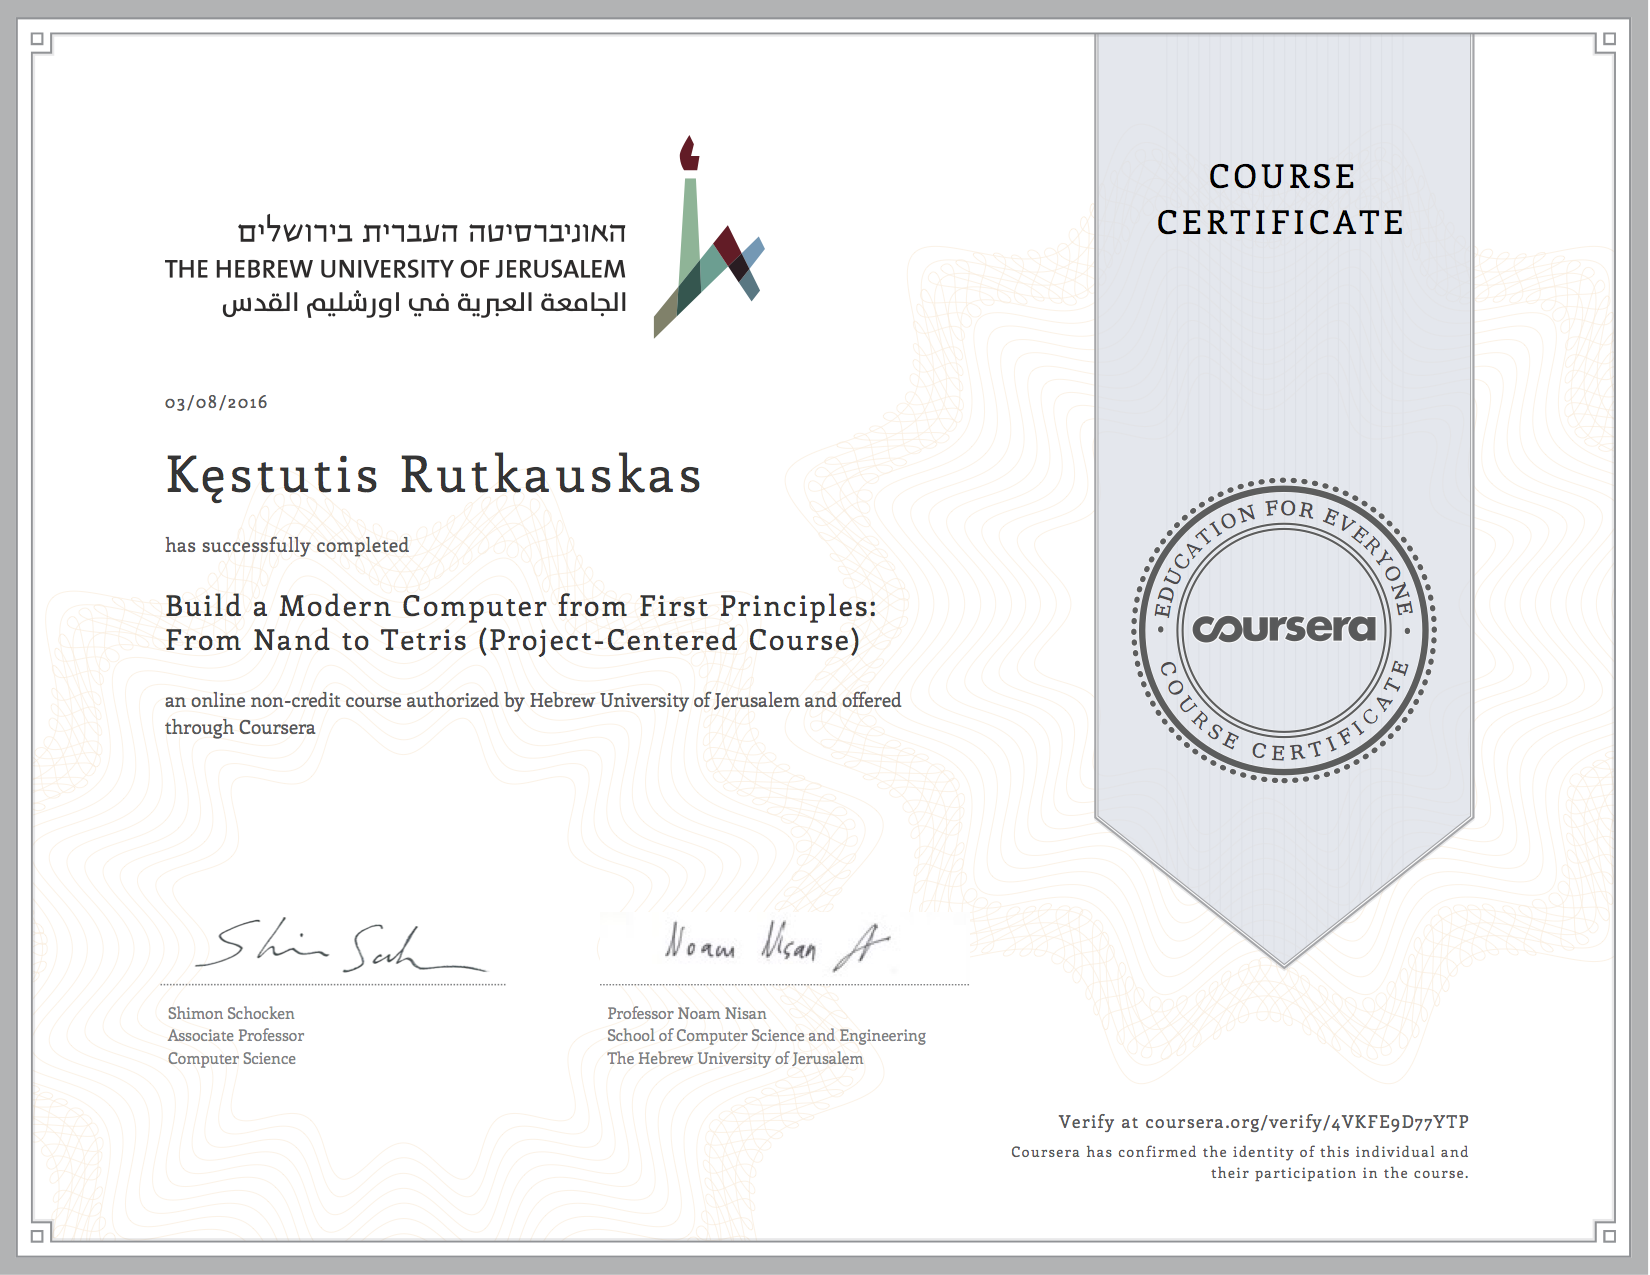 האוניברסיטה העברית בירושלים
THE HEBREW UNIVERSITY OF JERUSALEM
الجامعة العبرية في اورشليم القدس
03/08/2016
Kęstutis Rutkauskas
has successfully completed
Build a Modern Computer from First Principles:
From Nand to Tetris (Project-Centered Course)
an online non-credit course authorized by Hebrew University of Jerusalem and offered
through Coursera
Shimon Schocken
Associate Professor
Computer Science
Noam Nisan
Professor Noam Nisan
School of Computer Science and Engineering
The Hebrew University of Jerusalem
COURSE
CERTIFICATE
EDUCATION FOR EVERYONE
coursera
COURSE CERTIFICATE
Verify at coursera.org/verify/4VKFE9D77YTP
Coursera has confirmed the identity of this individual and
their participation in the course.